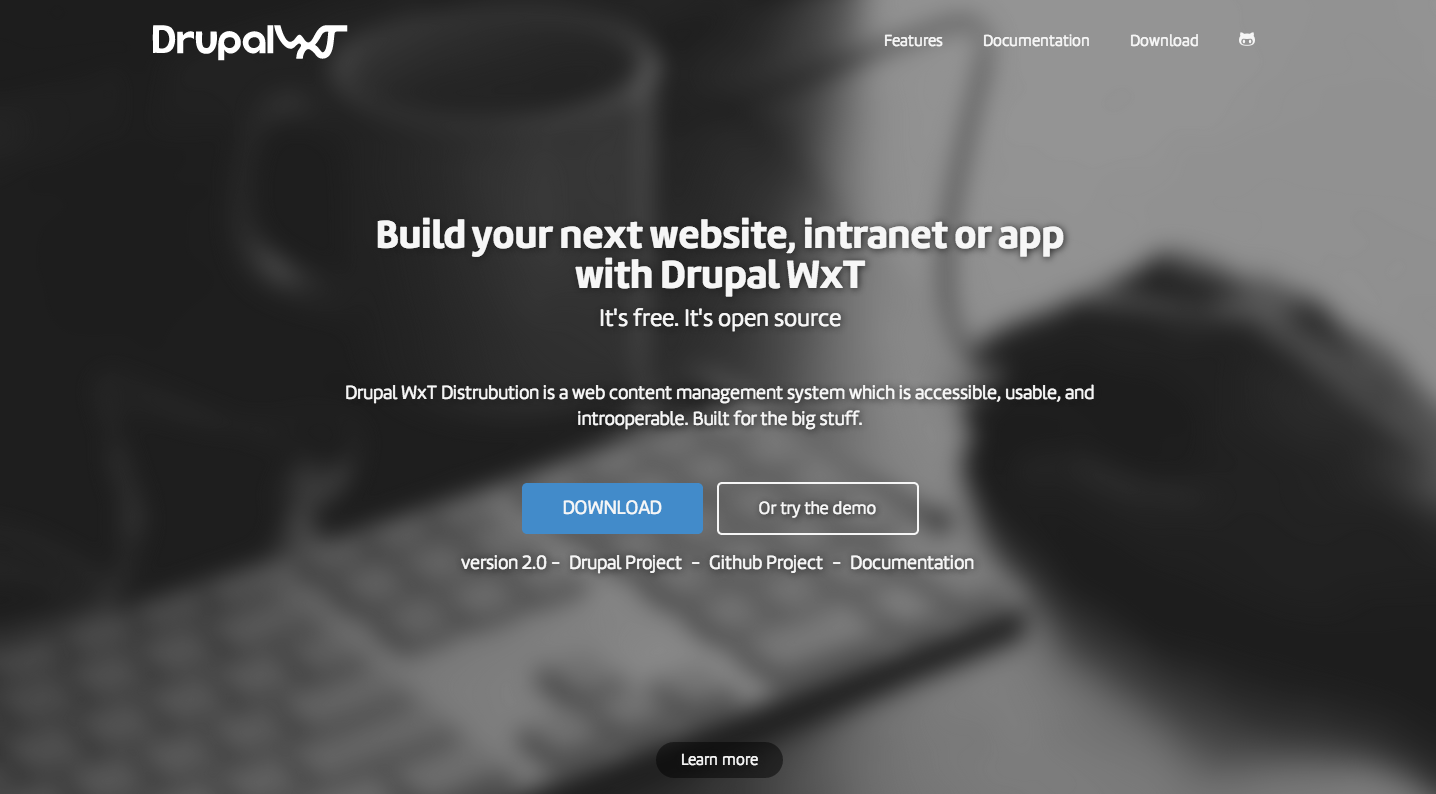 DrupalWxT
Features Documentation Download
Build your next website, intranet or app
with Drupal WxT
It's free. It's open source
Drupal WxT Distrubution is a web content management system which is accessible, usable, and
introoperable. Built for the big stuff.
DOWNLOAD Or try the demo
version 2.0 – Drupal Project – Github Project – Documentation
Learn more